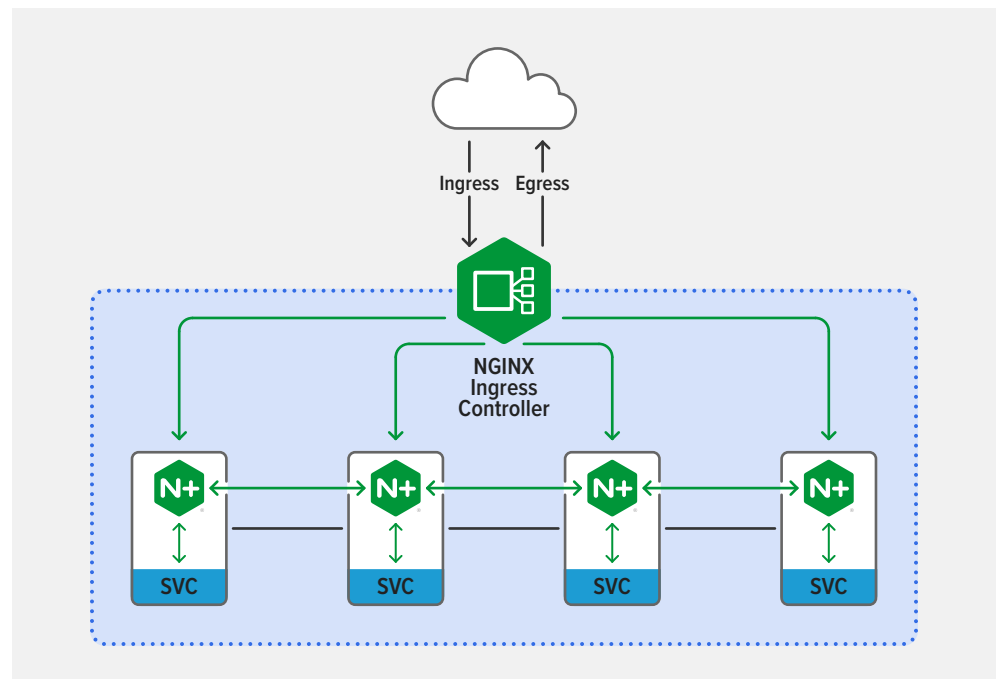 Ingress Egress
NGINX
Ingress
Controller
N+ N+ N+ N+
SVC SVC SVC SVC